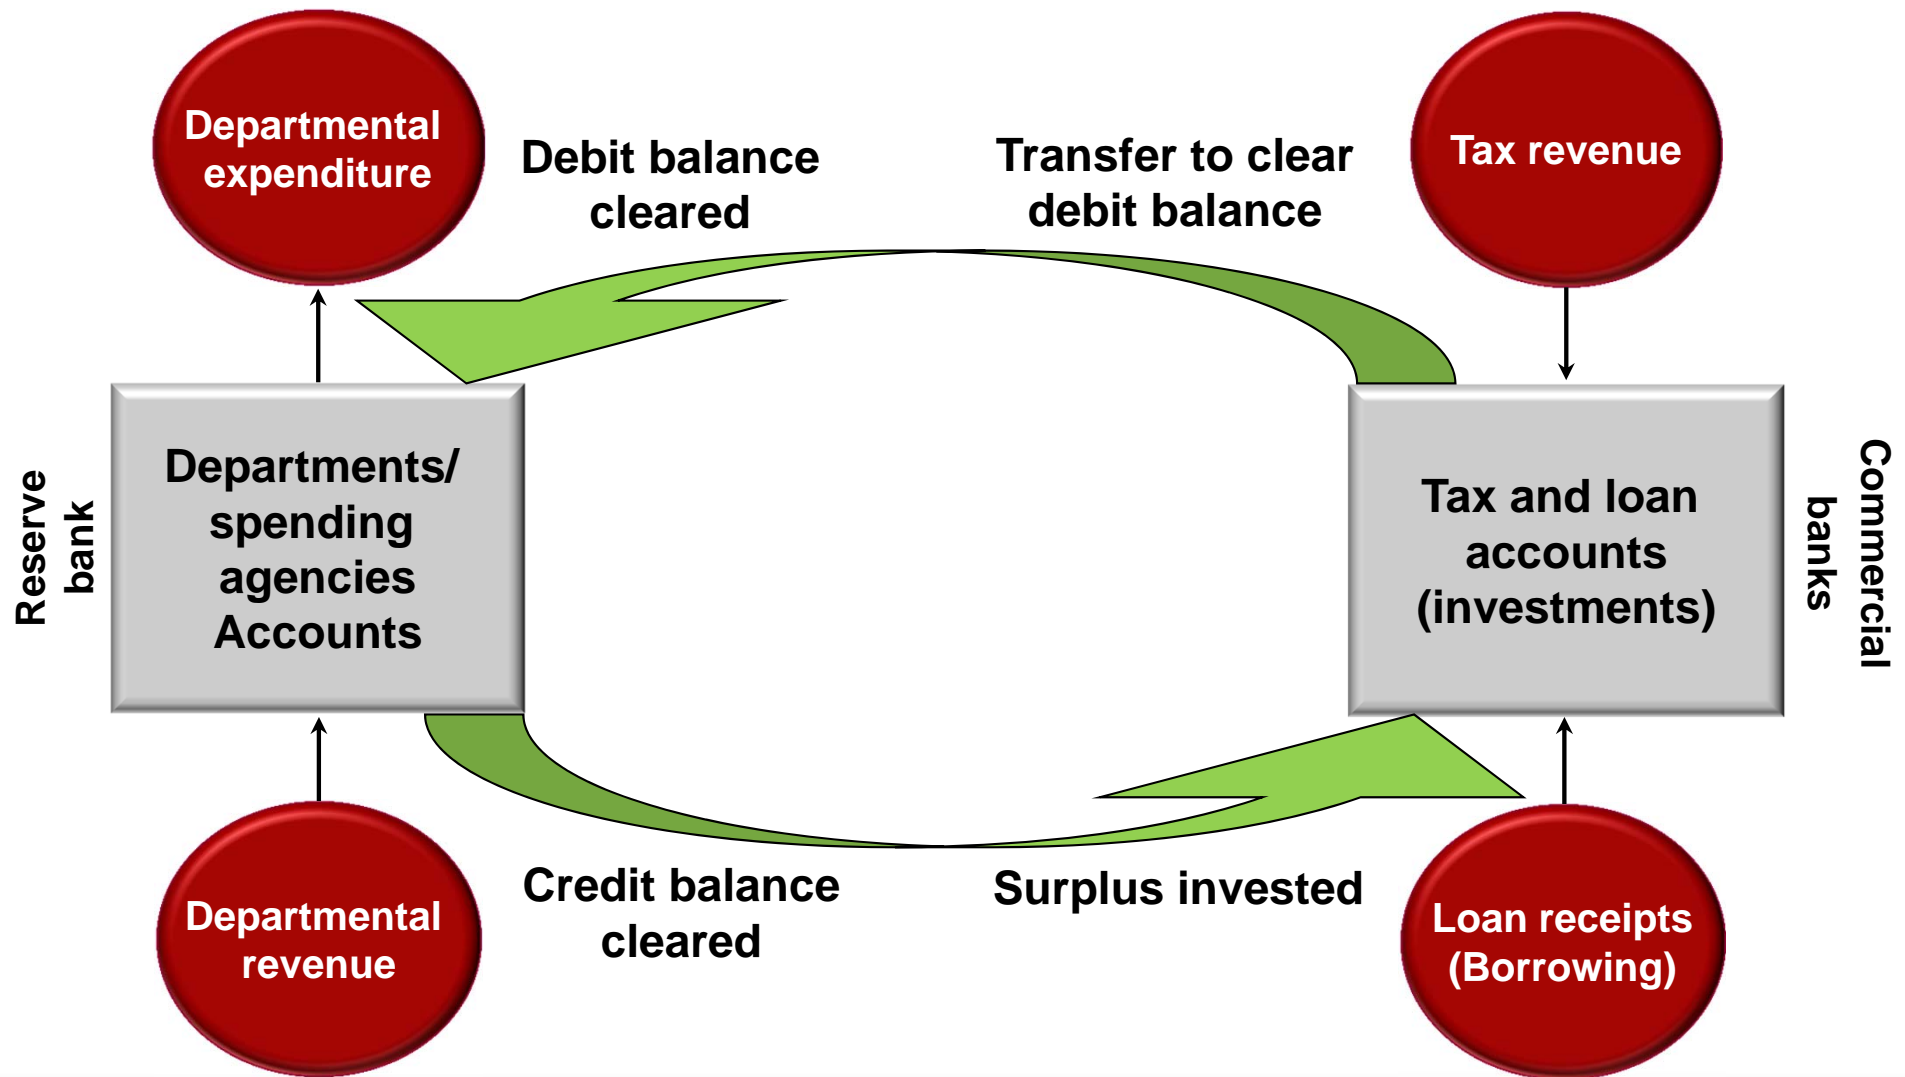 Departmental
expenditure
Debit balance
cleared
Transfer to clear
debit balance
Tax revenue
Reserve
bank
Departments/
spending
agencies
Accounts
Tax and loan
accounts
(investments)
Commercial
banks
Departmental
revenue
Credit balance
cleared
Surplus invested
Loan receipts
(Borrowing)